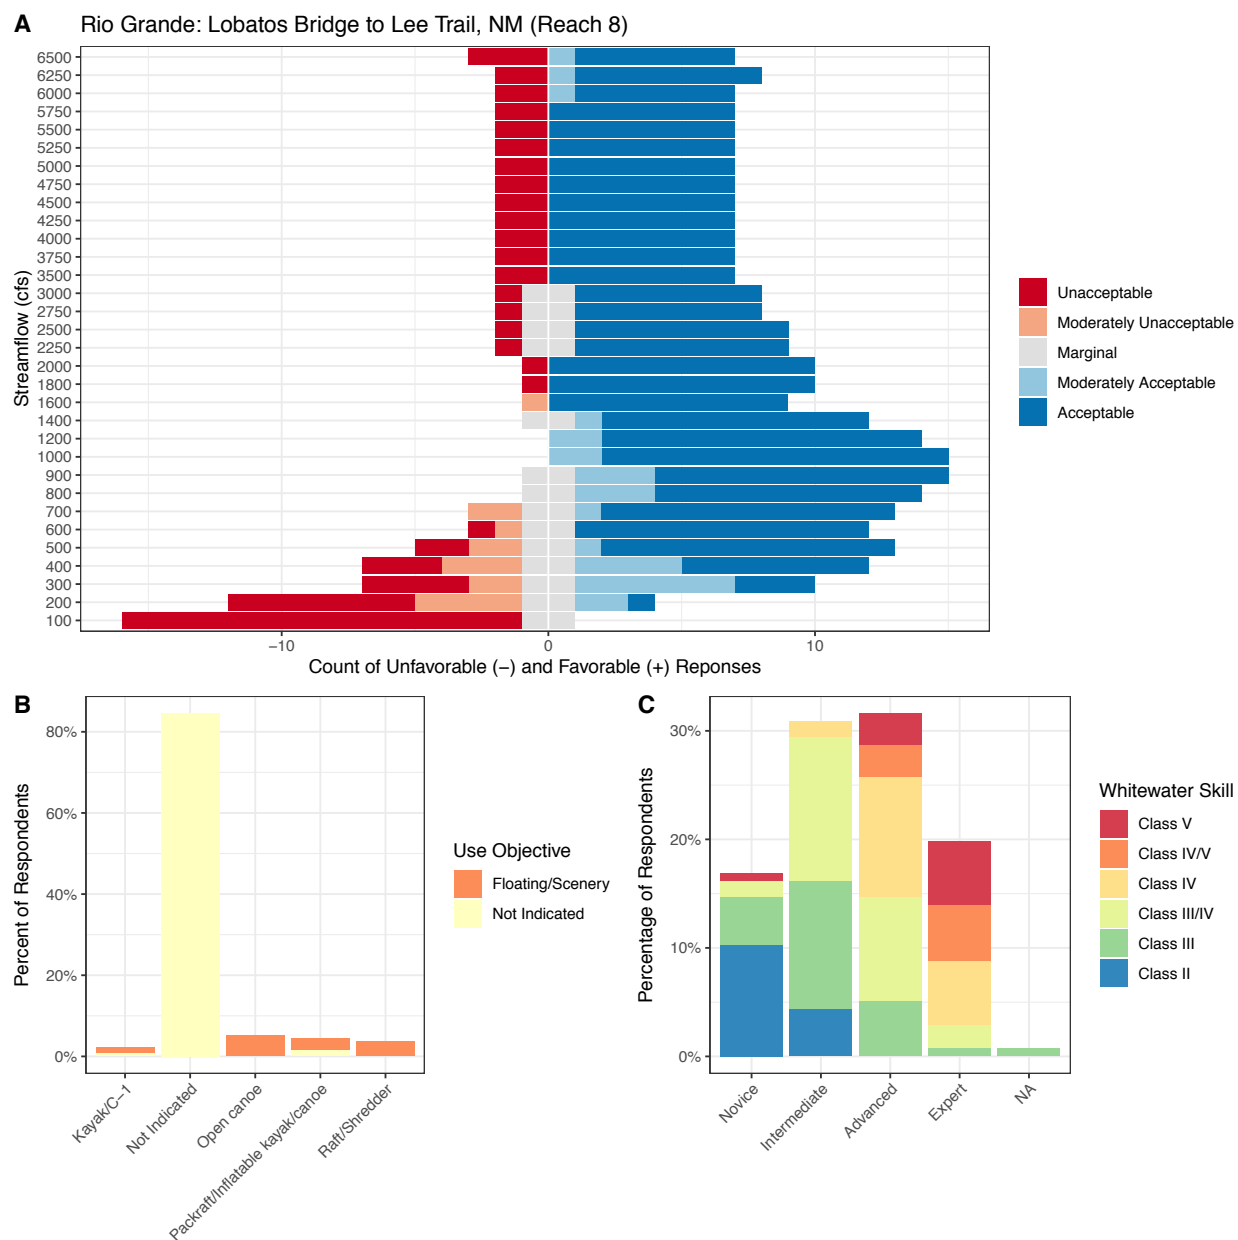 A
Rio Grande: Lobatos Bridge to Lee Trail, NM (Reach 8)
Streamflow (cfs)
6500
6250
6000
5750
5500
5250
5000
4750
4500
4250
4000
3750
3500
3000
2750
2500
2250
2000
1800
1600
1400
1200
1000
900
800
700
600
500
400
300
200
100
−10
0
10
Count of Unfavorable (−) and Favorable (+) Reponses
Unacceptable
Moderately Unacceptable
Marginal
Moderately Acceptable
Acceptable
B
Percent of Respondents
80%
60%
40%
20%
0%
Kayak/C−1
Not Indicated
Open canoe
Packraft/Inflatable kayak/canoe
Raft/Shredder
Use Objective
Floating/Scenery
Not Indicated
C
Percentage of Respondents
30%
20%
10%
0%
Novice
Intermediate
Advanced
Expert
NA
Whitewater Skill
Class V
Class IV/V
Class IV
Class III/IV
Class III
Class II